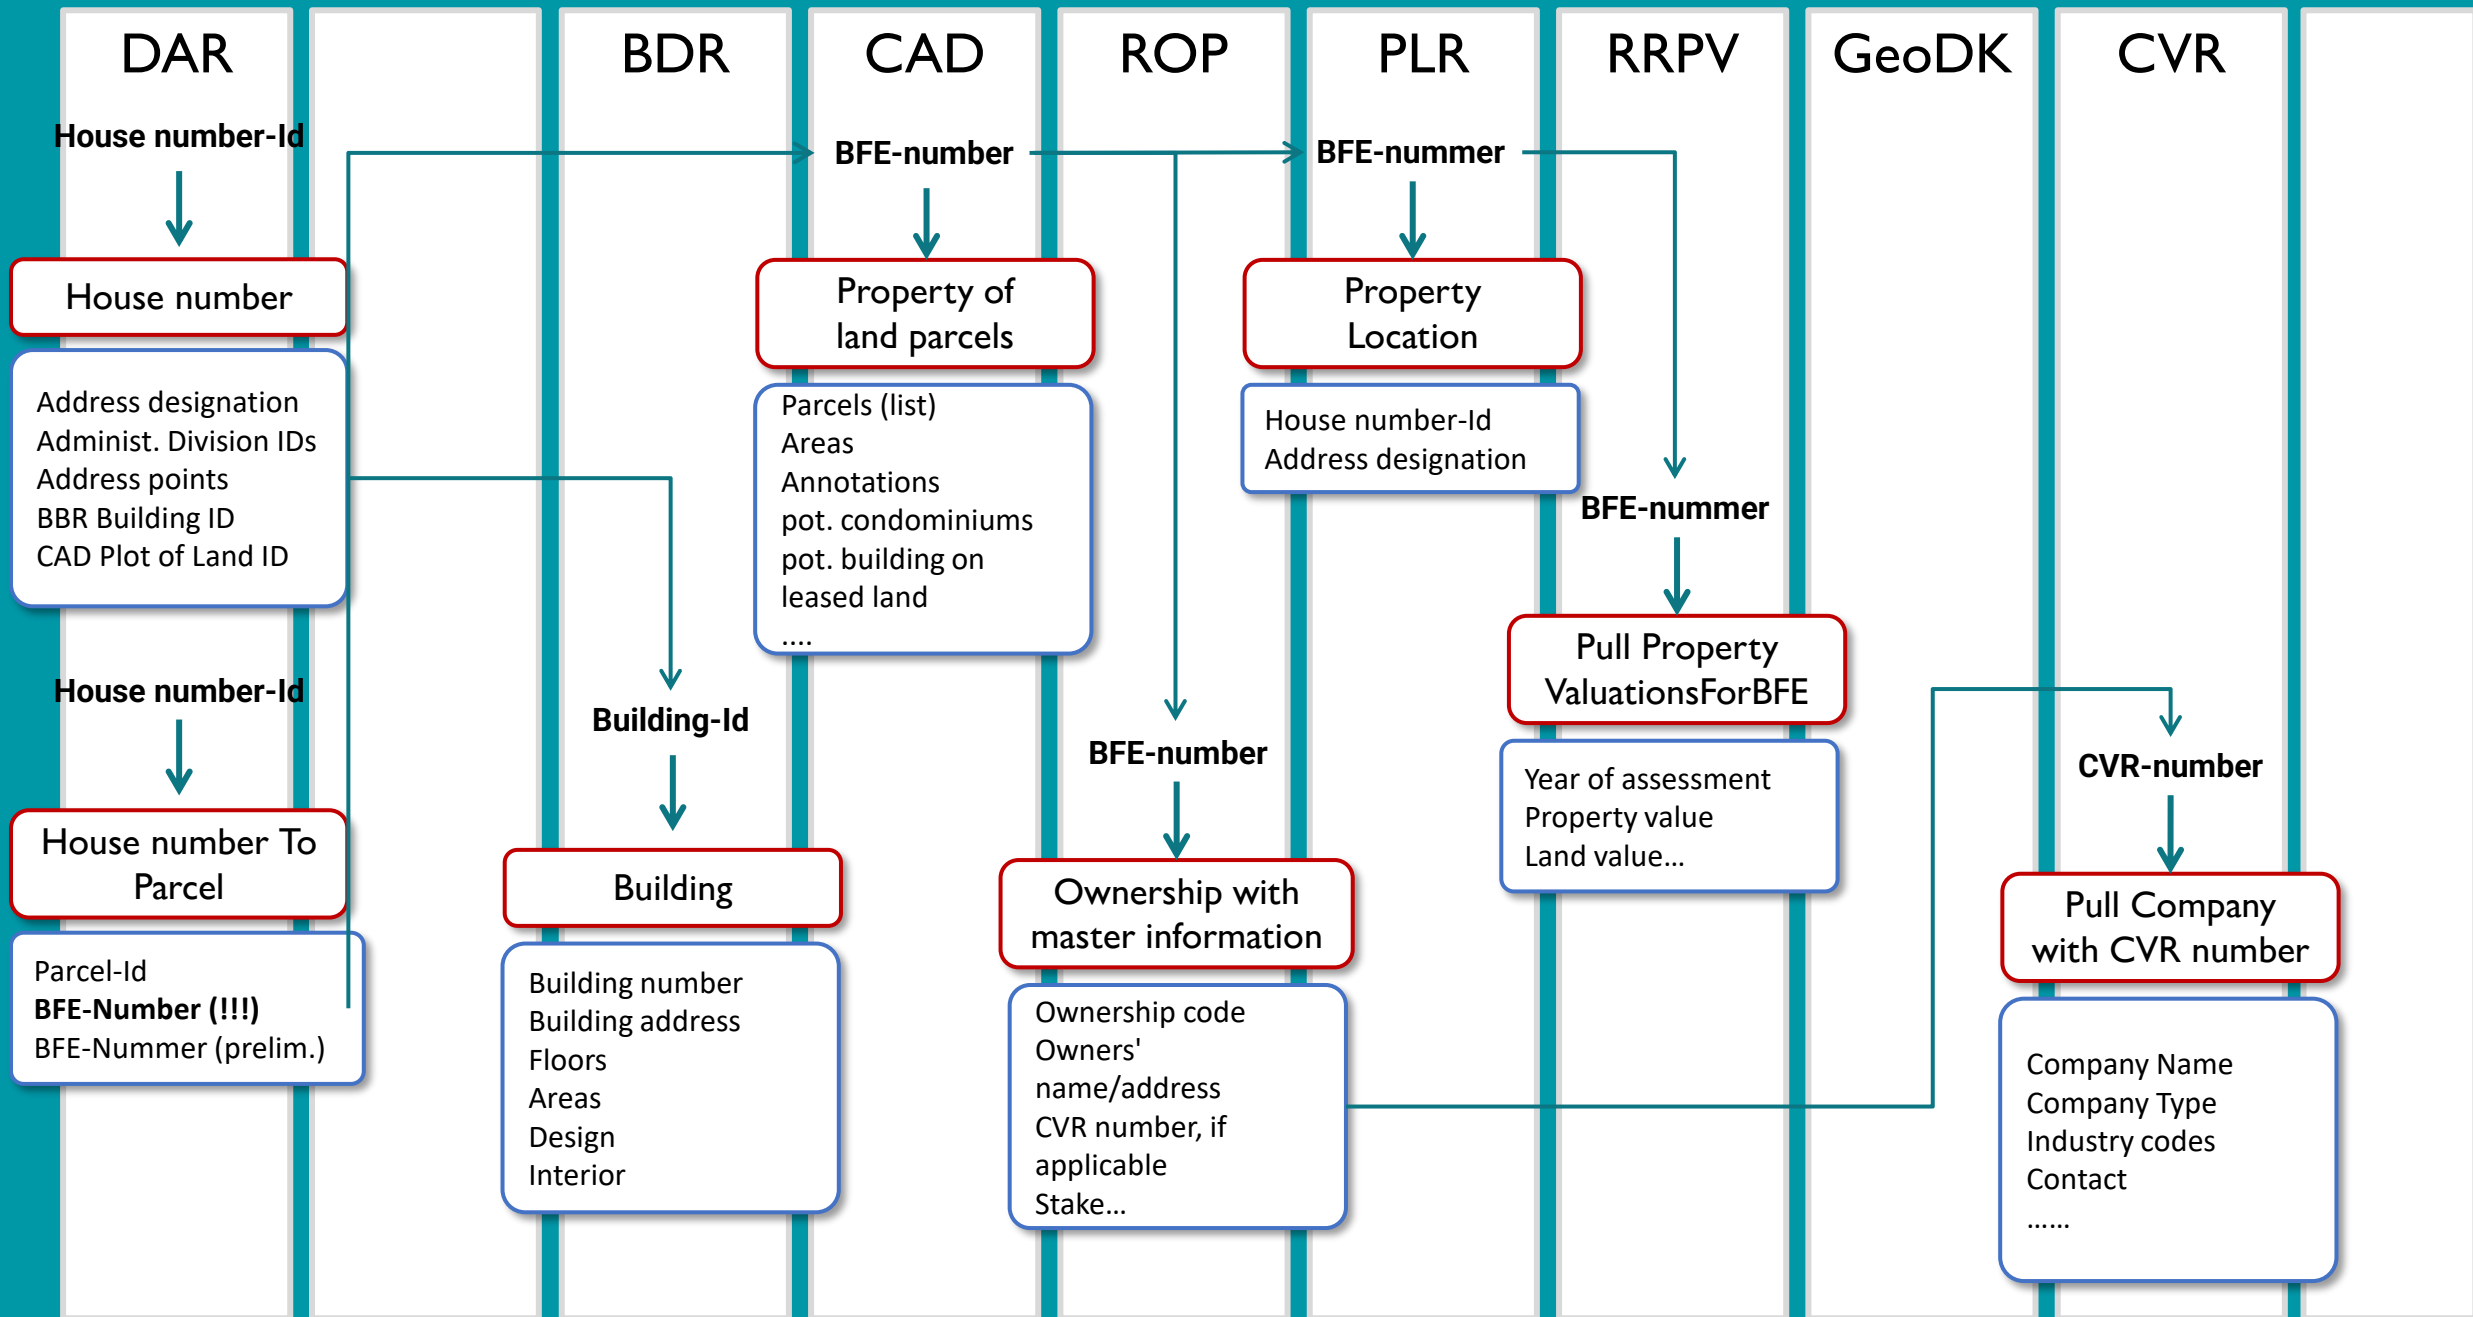 DAR
BDR
CAD
ROP
PLR
RRPV
GeoDK
CVR
House number-Id
House number
Address designation
Administ. Division IDs
Address points
BBR Building ID
CAD Plot of Land ID
House number-Id
House number To
Parcel
Parcel-Id
BFE-Number (!!!)
BFE-Nummer (prelim.)
Building-Id
Building
Building number
Building address
Floors
Areas
Design
Interior
BFE-number
Property of
land parcels
Parcels (list)
Areas
Annotations
pot. condominiums
pot. building on
leased land
....
BFE-number
Ownership with
master information
Ownership code
Owners'
name/address
CVR number, if
applicable
Stake...
BFE-nummer
Property
Location
House number-Id
Address designation
BFE-nummer
Pull Property
ValuationsForBFE
Year of assessment
Property value
Land value...
CVR-number
Pull Company
with CVR number
Company Name
Company Type
Industry codes
Contact
......